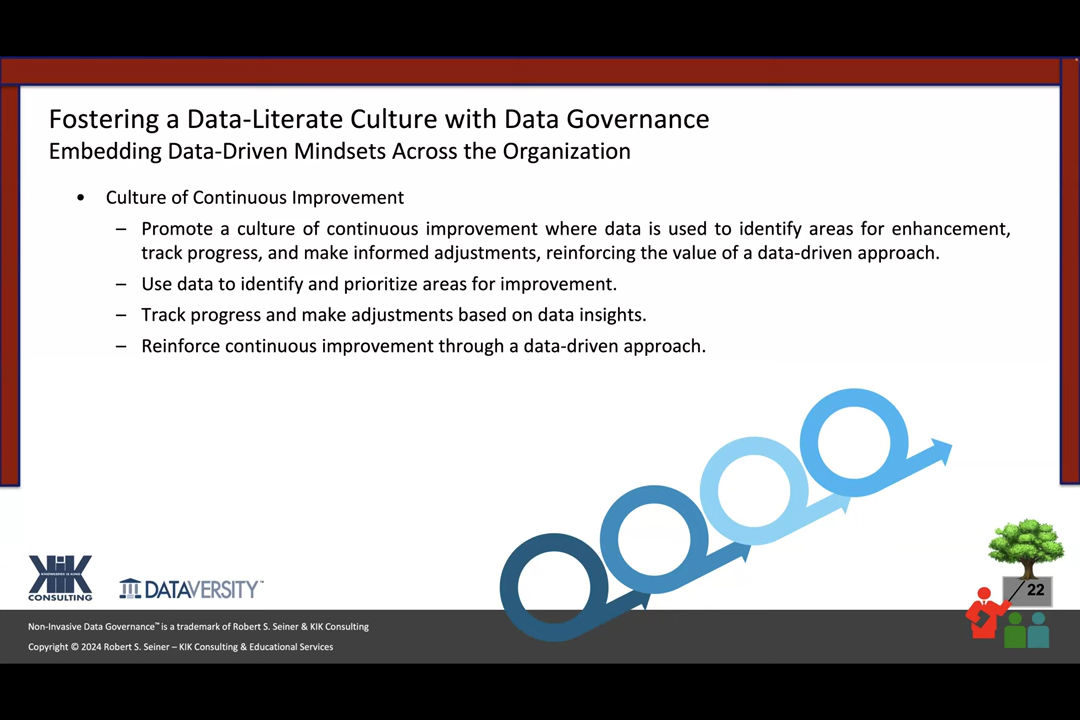 Fostering a Data-Literate Culture with Data Governance
Embedding Data-Driven Mindsets Across the Organization
• Culture of Continuous Improvement
– Promote a culture of continuous improvement where data is used to identify areas for enhancement,
track progress, and make informed adjustments, reinforcing the value of a data-driven approach.
– Use data to identify and prioritize areas for improvement.
– Track progress and make adjustments based on data insights.
– Reinforce continuous improvement through a data-driven approach.
KIK
KNOWLEDGE IS KING
CONSULTING
DATAVERSITY™
22
Non-Invasive Data Governance™ is a trademark of Robert S. Seiner & KIK Consulting
Copyright © 2024 Robert S. Seiner – KIK Consulting & Educational Services